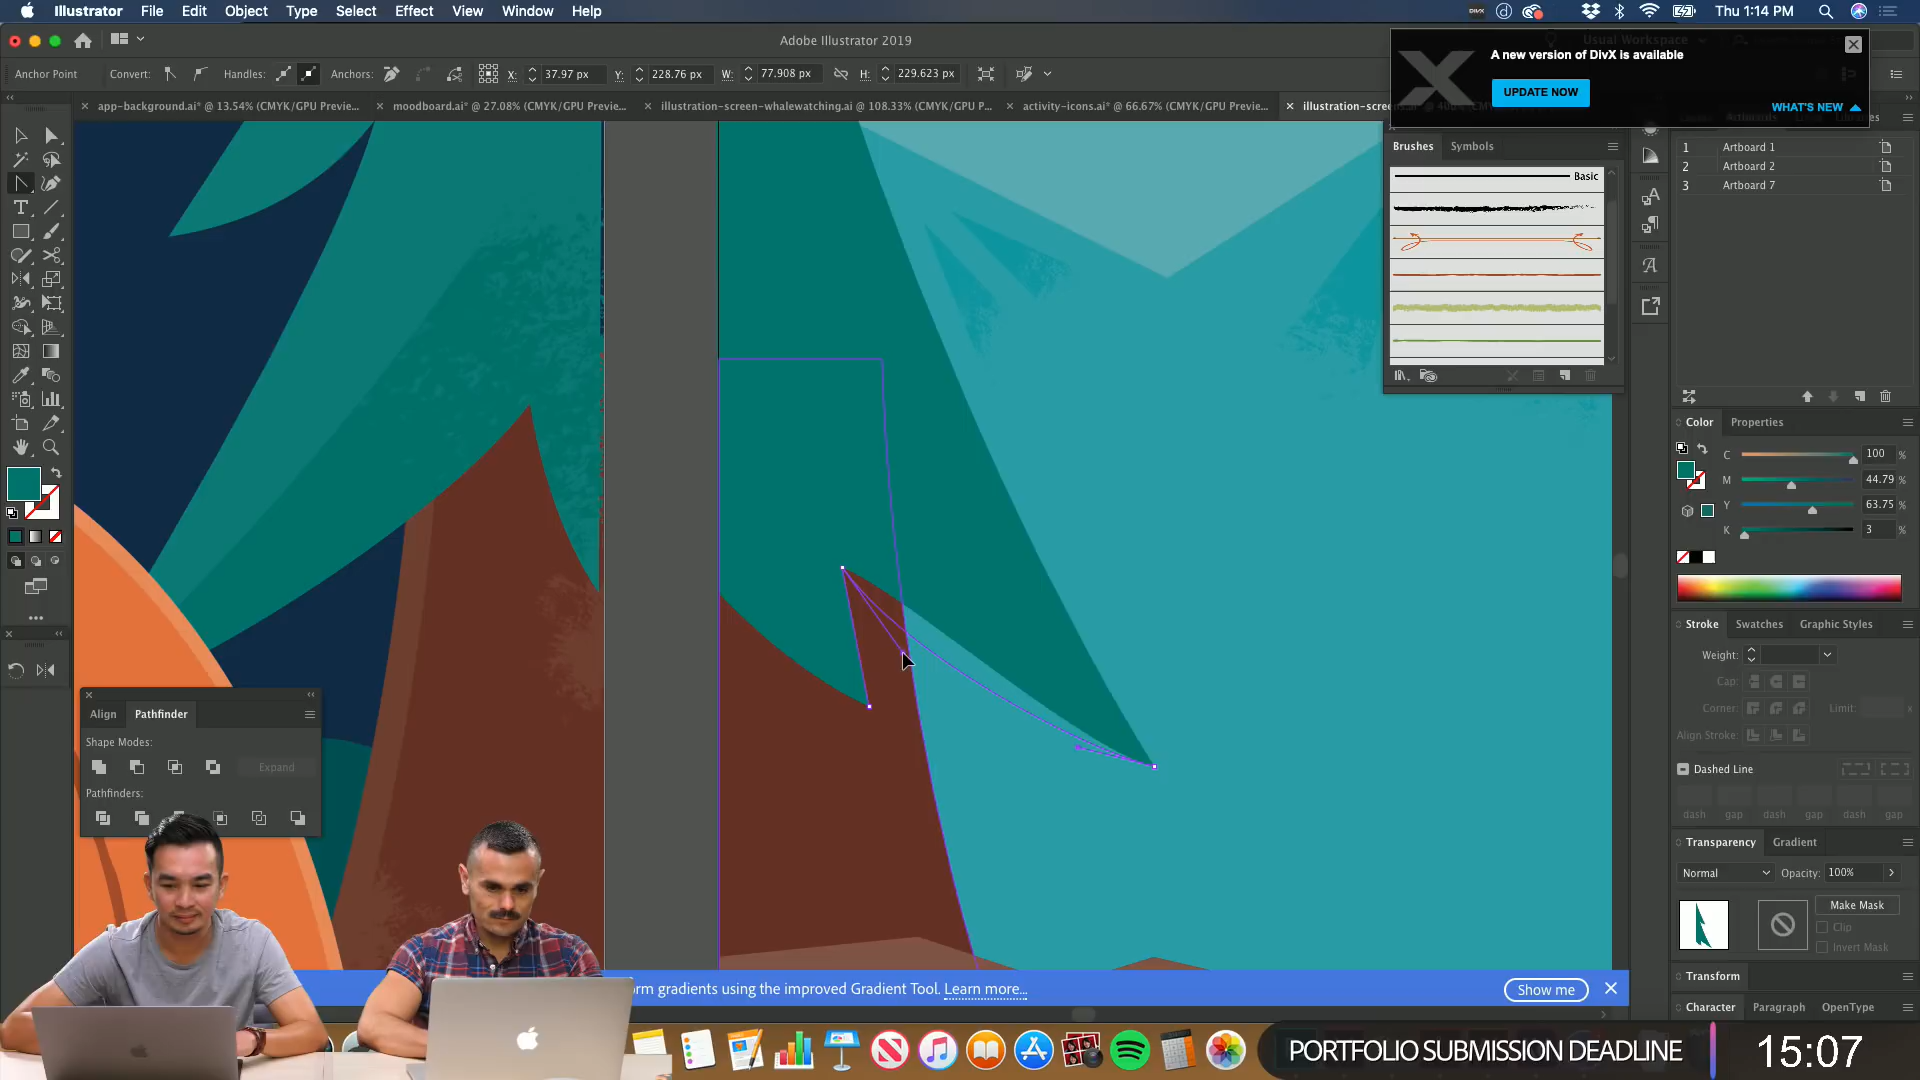 Illustrator File Edit Object Type Select Effect View Window Help
DIVX
Thu 1:14 PM
Adobe Illustrator 2019
A new version of DivX is available
UPDATE NOW
WHAT'S NEW
Anchor Point Convert: Handles: Anchors: X: 37.97 px Y: 228.76 px W: 77.908 px H: 229.623 px
app-background.ai* @ 13.54% (CMYK/GPU Previe...
moodboard.ai* @ 27.08% (CMYK/GPU Previe...
illustration-screen-whalewatching.ai @ 108.33% (CMYK/GPU P...
activity-icons.ai* @ 66.67% (CMYK/GPU Previe...
Brushes Symbols
Basic
1 Artboard 1
2 Artboard 2
3 Artboard 7
Color Properties
C 100 %
M 44.79 %
Y 63.75 %
K 3 %
Stroke Swatches Graphic Styles
Weight:
Cap:
Corner: Limit: x
Align Stroke:
Dashed Line
dash gap dash gap dash gap
Transparency Gradient
Normal Opacity: 100%
Make Mask
Clip
Invert Mask
Transform
Character Paragraph OpenType
Align Pathfinder
Shape Modes:
Expand
Pathfinders:
gradients using the improved Gradient Tool. Learn more...
Show me
PORTFOLIO SUBMISSION DEADLINE 15:07